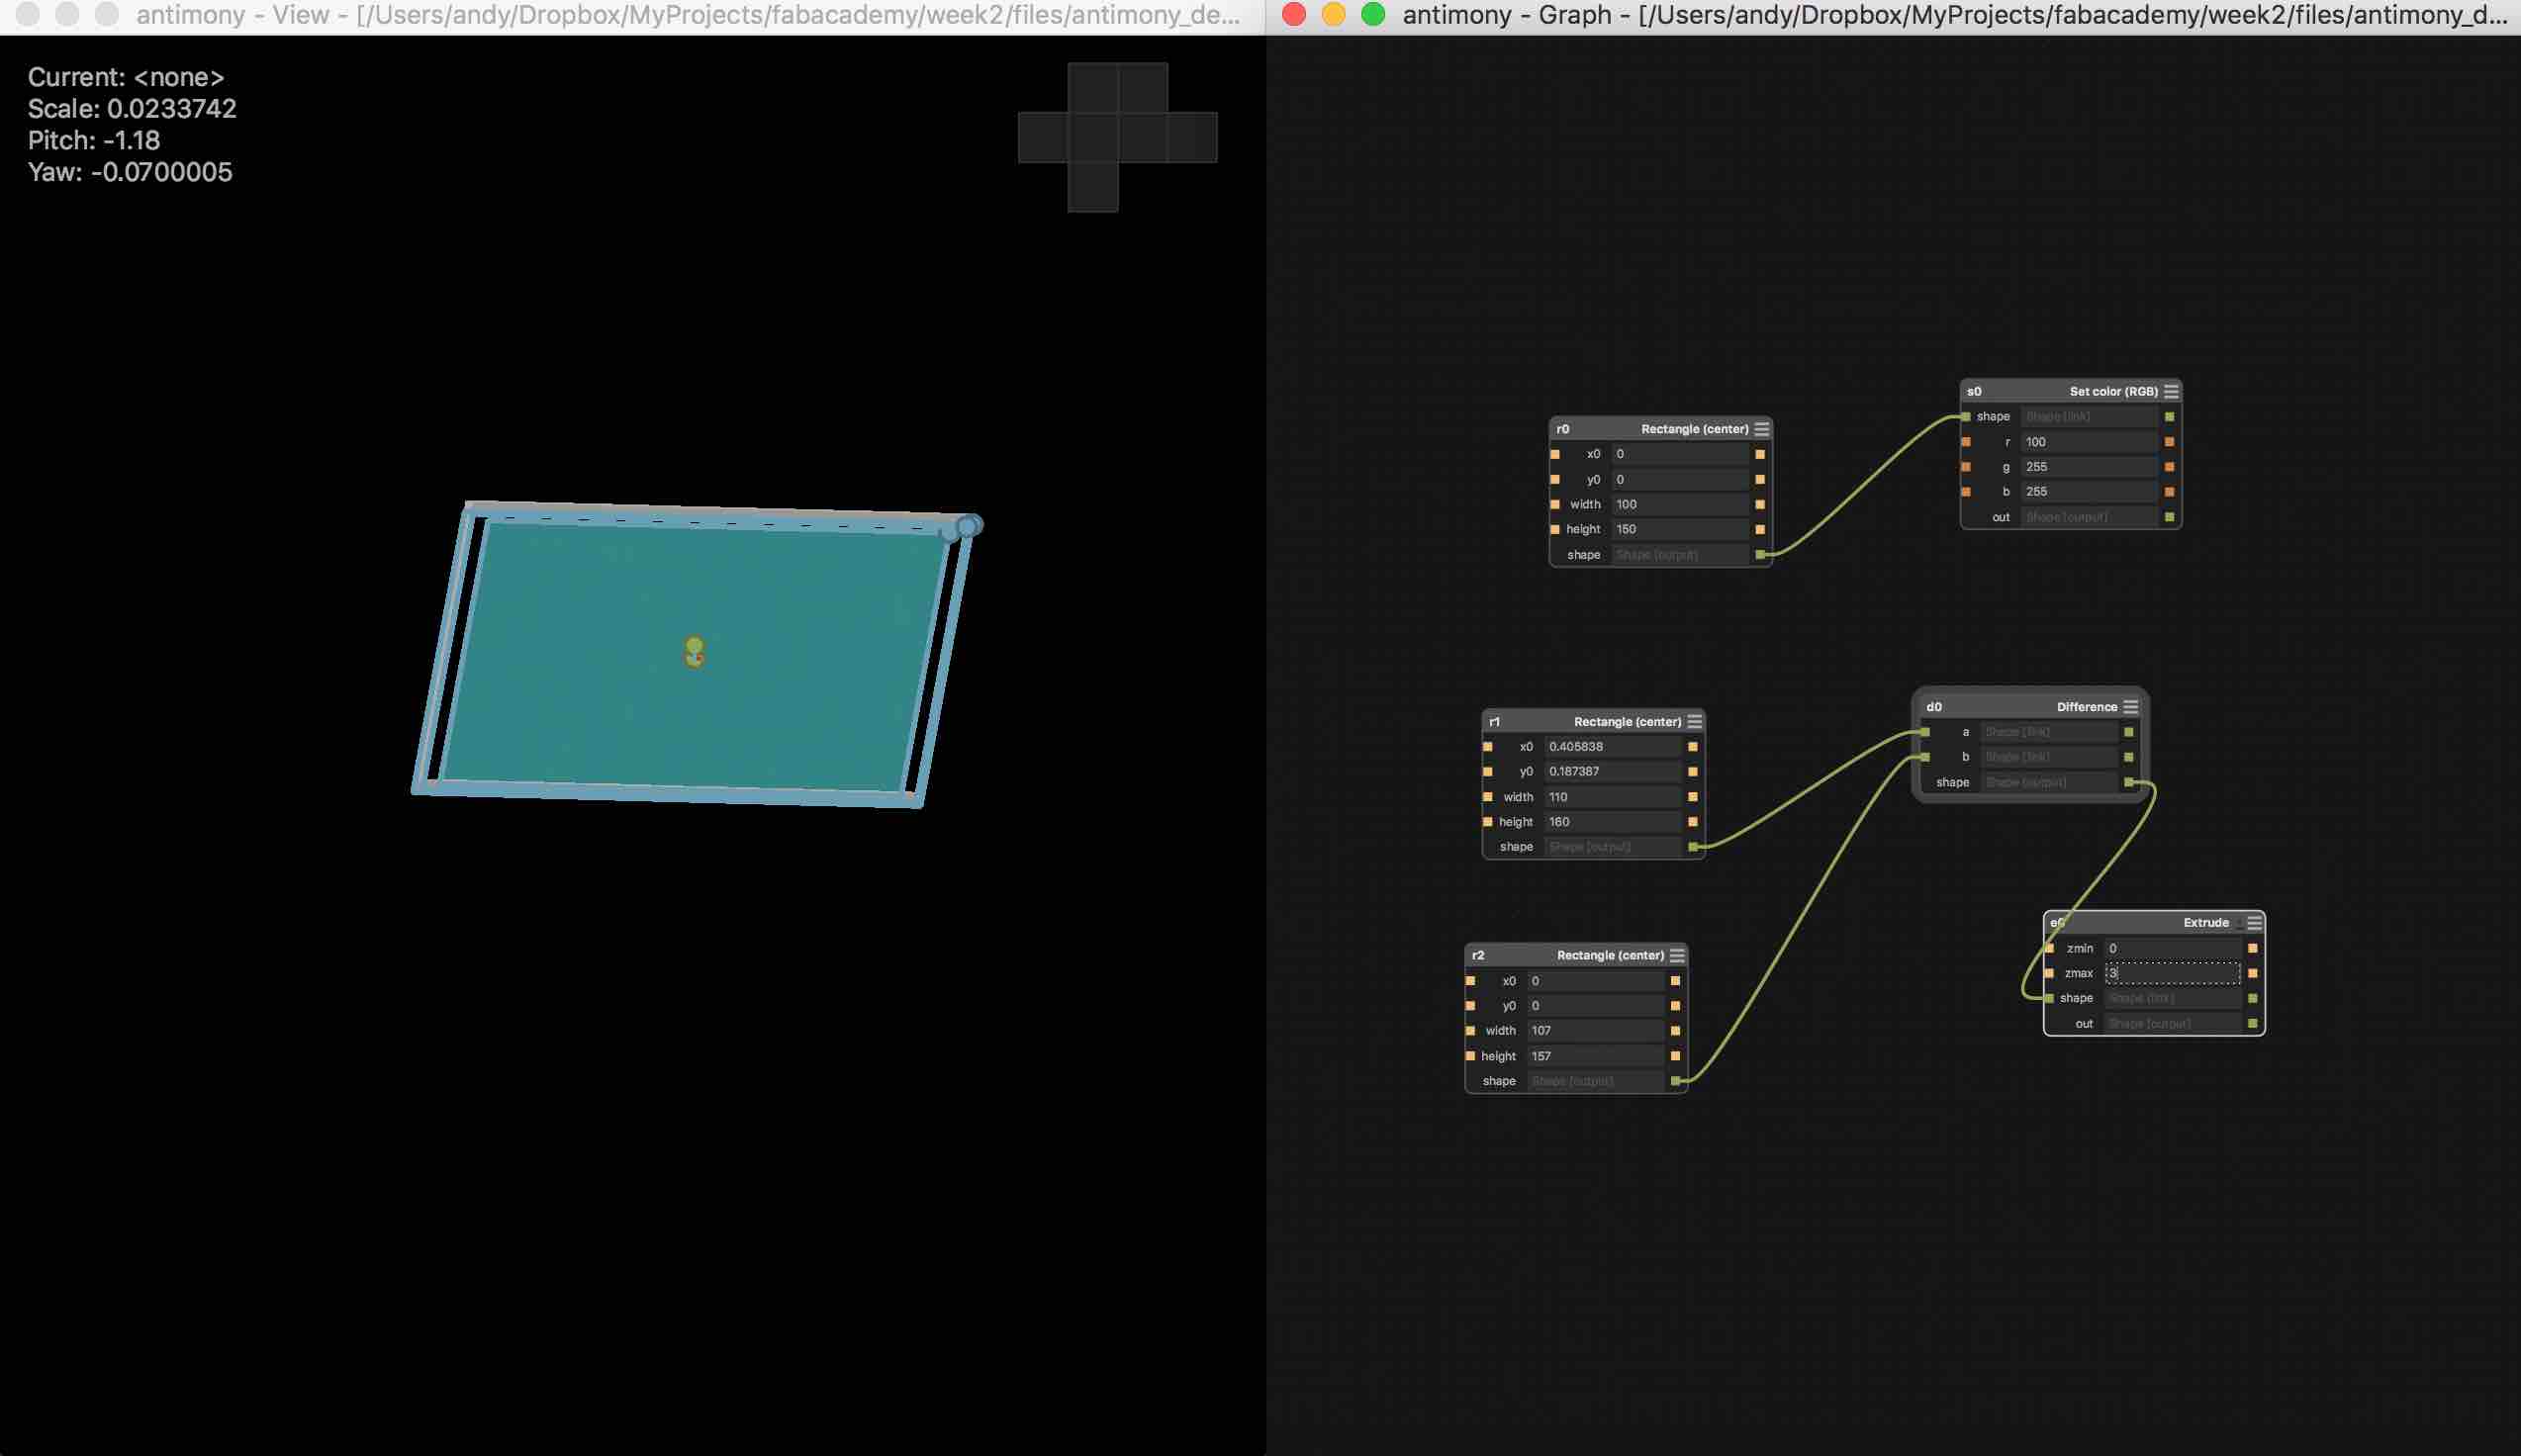 antimony - View - [/Users/andy/Dropbox/MyProjects/fabacademy/week2/files/antimony_de...
antimony - Graph - [/Users/andy/Dropbox/MyProjects/fabacademy/week2/files/antimony_d...
Current: <none>
Scale: 0.0233742
Pitch: -1.18
Yaw: -0.0700005
s0 Set color (RGB)
shape Shape [link]
r 100
g 255
b 255
out Shape [output]
r0 Rectangle (center)
x0 0
y0 0
width 100
height 150
shape Shape [output]
d0 Difference
a Shape [link]
b Shape [link]
shape Shape [output]
r1 Rectangle (center)
x0 0.405838
y0 0.187387
width 110
height 160
shape Shape [output]
e0 Extrude
zmin 0
zmax 3
shape Shape [link]
out Shape [output]
r2 Rectangle (center)
x0 0
y0 0
width 107
height 157
shape Shape [output]